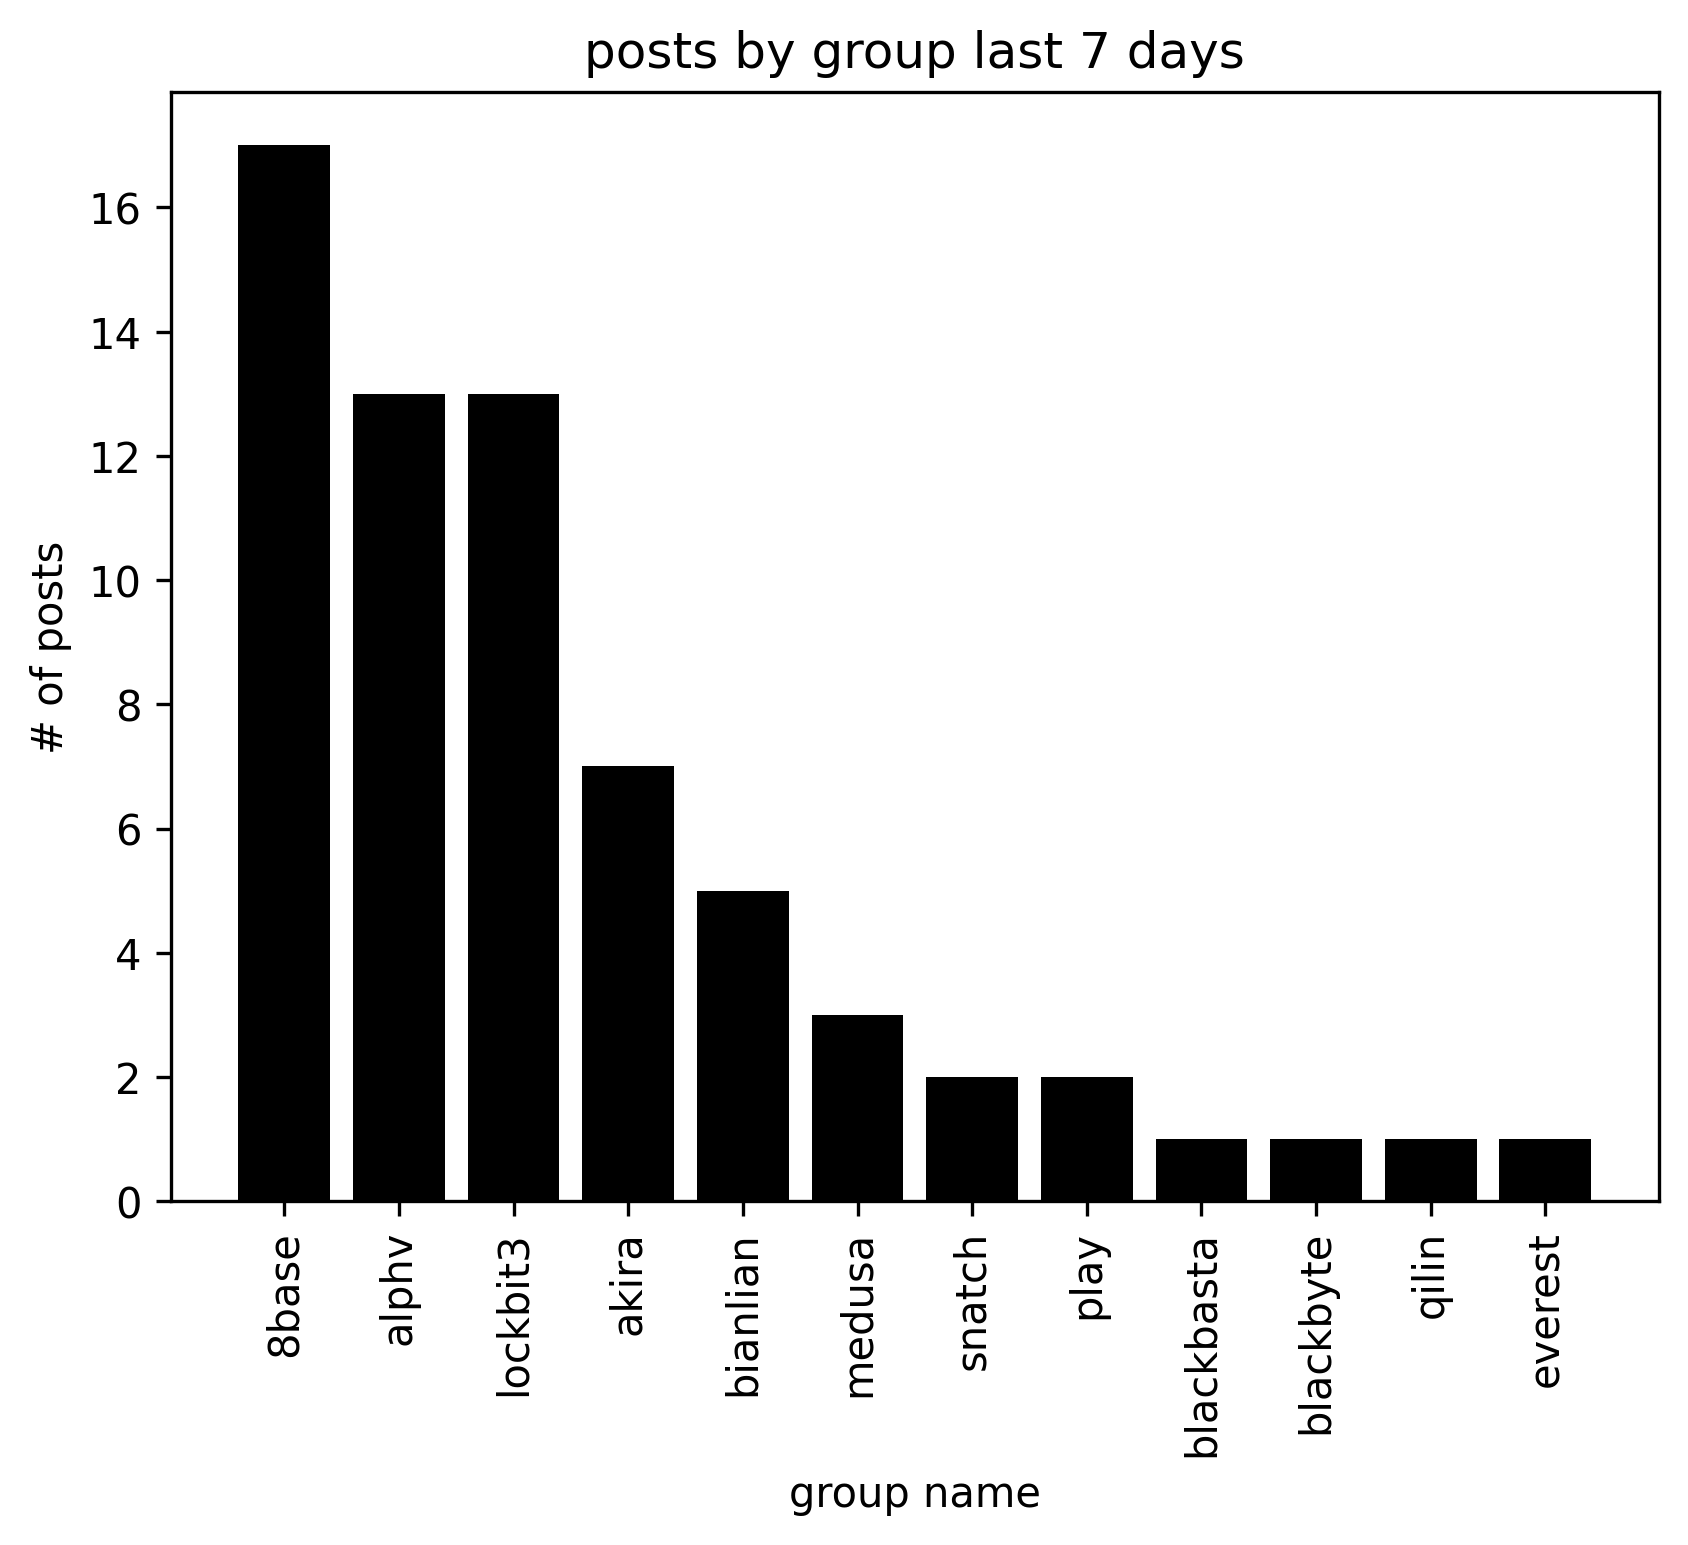 posts by group last 7 days
# of posts
16
14
12
10
8
6
4
2
0
8base
alphv
lockbit3
akira
bianlian
medusa
snatch
play
blackbasta
blackbyte
qilin
everest
group name